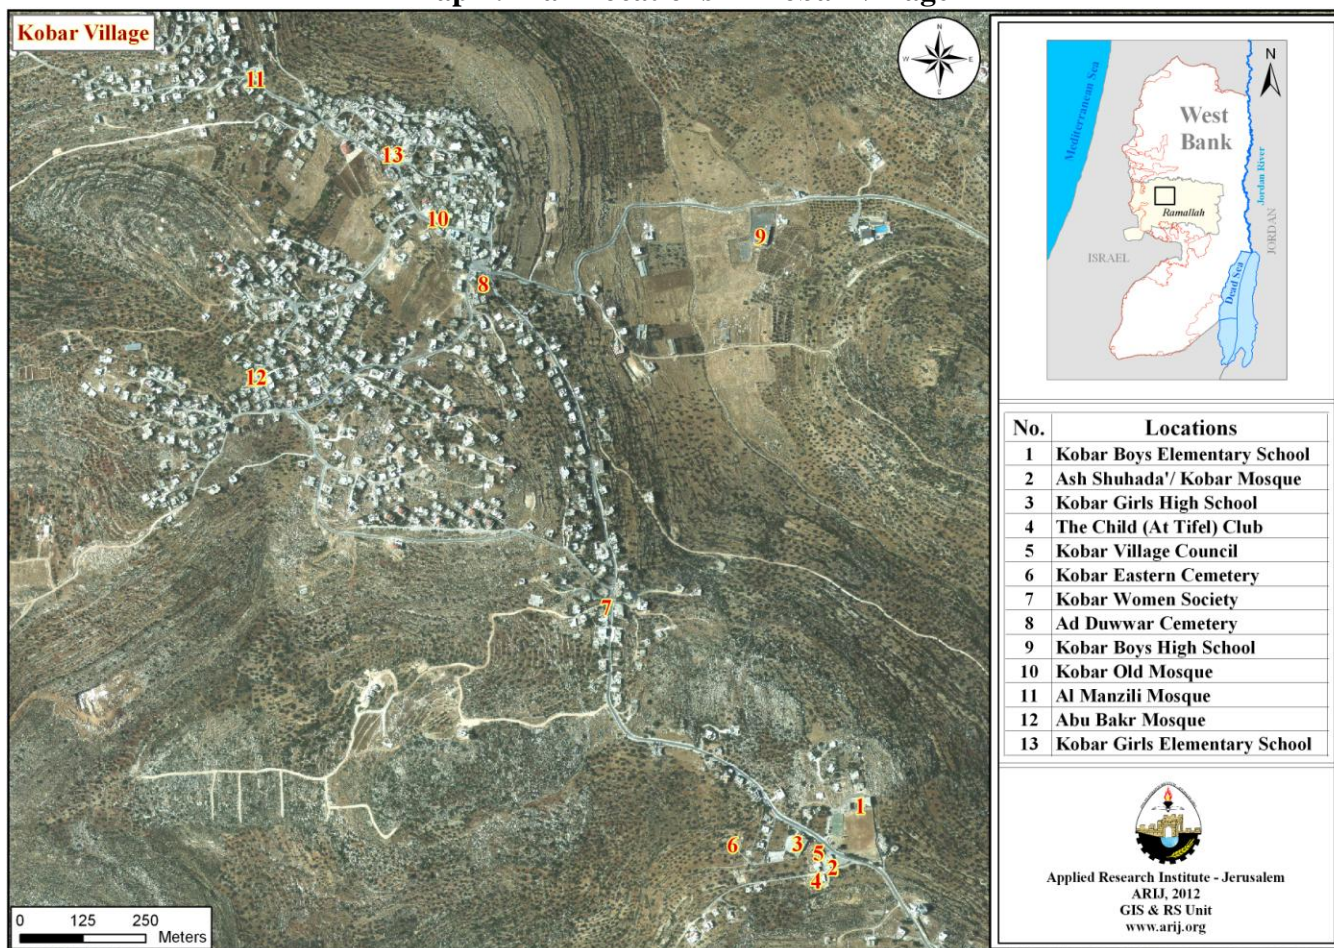 Kobar Village
11
13
10
9
8
12
7
1
3
6
5
2
4
N
W
E
S
0 125 250
Meters
N
Mediterranean Sea
West
Bank
Jordan River
Ramallah
ISRAEL
JORDAN
Dead Sea
No. Locations
1 Kobar Boys Elementary School
2 Ash Shuhada'/ Kobar Mosque
3 Kobar Girls High School
4 The Child (At Tifel) Club
5 Kobar Village Council
6 Kobar Eastern Cemetery
7 Kobar Women Society
8 Ad Duwwar Cemetery
9 Kobar Boys High School
10 Kobar Old Mosque
11 Al Manzili Mosque
12 Abu Bakr Mosque
13 Kobar Girls Elementary School
Applied Research Institute - Jerusalem
ARIJ, 2012
GIS & RS Unit
www.arij.org